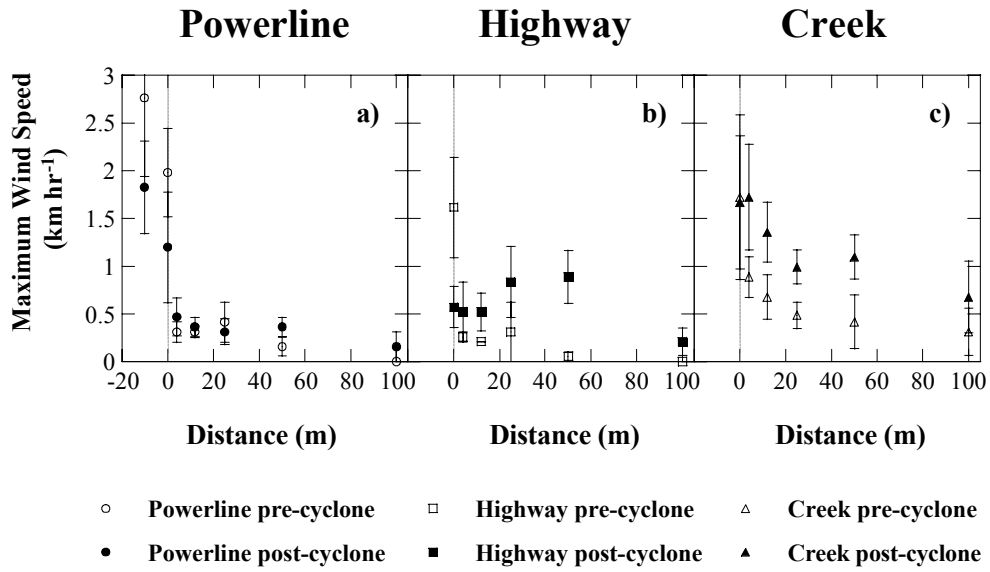 Powerline Highway Creek
Maximum Wind Speed
(km hr⁻¹)
3
2.5
2
1.5
1
0.5
0
a) b) c)
-20 0 20 40 60 80 100 0 20 40 60 80 100 0 20 40 60 80 100
Distance (m) Distance (m) Distance (m)
Powerline pre-cyclone Highway pre-cyclone Creek pre-cyclone
Powerline post-cyclone Highway post-cyclone Creek post-cyclone